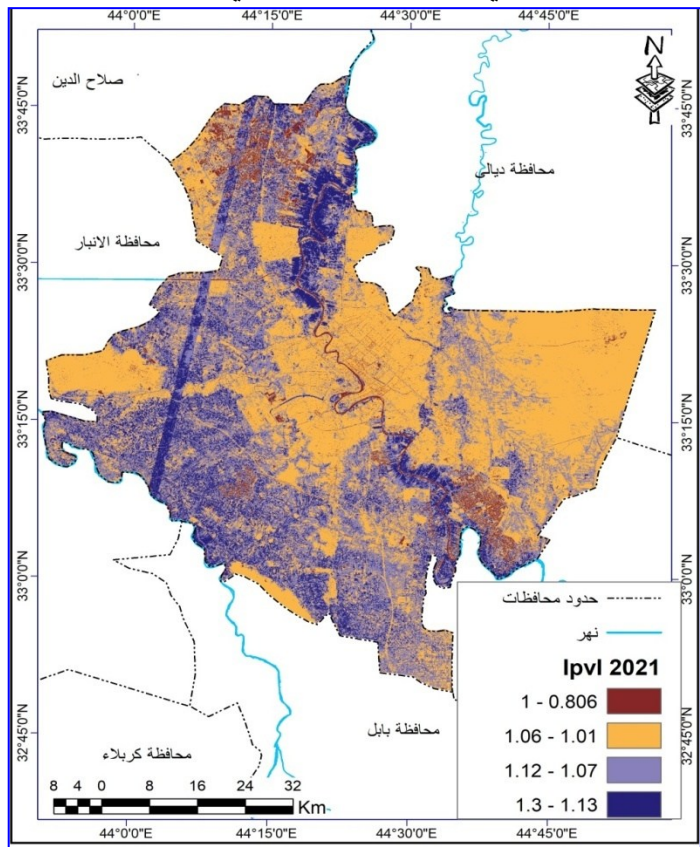 44°0'0"E 44°15'0"E 44°30'0"E 44°45'0"E
N
صلاح الدين
33°45'0"N 33°45'0"N
محافظة ديالى
محافظة الانبار
33°30'0"N 33°30'0"N
33°15'0"N 33°15'0"N
33°0'0"N 33°0'0"N
حدود محافظات
نهر
Ipvl 2021
1 - 0.806
1.06 - 1.01
1.12 - 1.07
1.3 - 1.13
32°45'0"N 32°45'0"N
محافظة بابل
محافظة كربلاء
8 4 0 8 16 24 32
Km
44°0'0"E 44°15'0"E 44°30'0"E 44°45'0"E